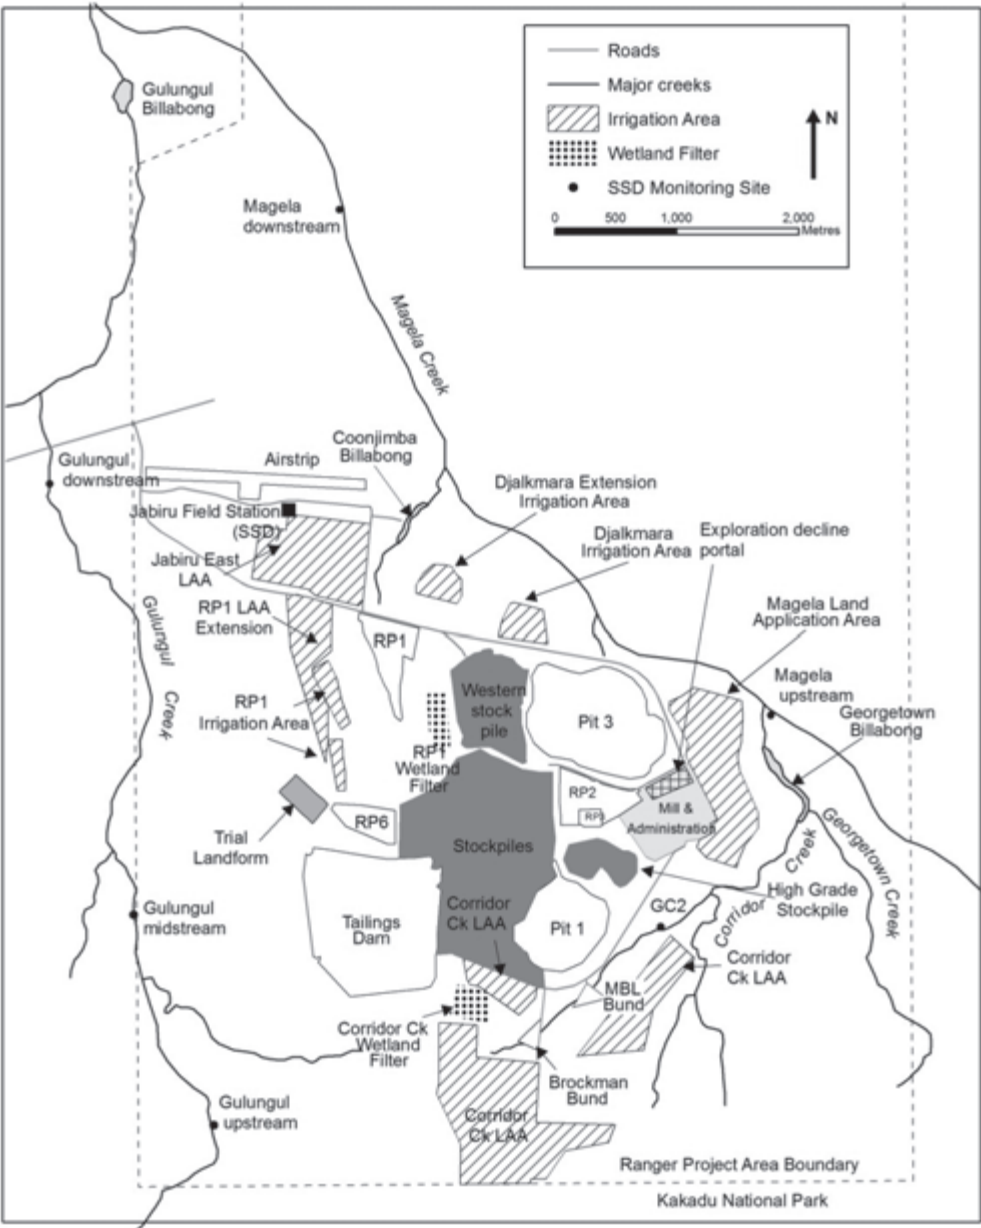 Roads
Major creeks
Irrigation Area
Wetland Filter
SSD Monitoring Site
N
0 500 1,000 2,000
Metres
Gulungul
Billabong
Magela
downstream
Magela Creek
Coonjimba
Billabong
Airstrip
Gulungul
downstream
Djalkmara Extension
Irrigation Area
Jabiru Field Station
(SSD)
Djalkmara
Irrigation Area
Exploration decline
portal
Jabiru East
LAA
RP1 LAA
Extension
Gulungul Creek
RP1
Magela Land
Application Area
Magela
upstream
Georgetown
Billabong
Western
stock
pile
Pit 3
RP1
Irrigation Area
RP1
Wetland
Filter
RP2
RP3
Mill &
Administration
RP6
Trial
Landform
Stockpiles
Georgetown Creek
Corridor Creek
High Grade
Stockpile
Gulungul
midstream
Tailings
Dam
Corridor
Ck LAA
Pit 1
GC2
Corridor
Ck LAA
MBL
Bund
Corridor Ck
Wetland
Filter
Brockman
Bund
Gulungul
upstream
Corridor
Ck LAA
Ranger Project Area Boundary
Kakadu National Park